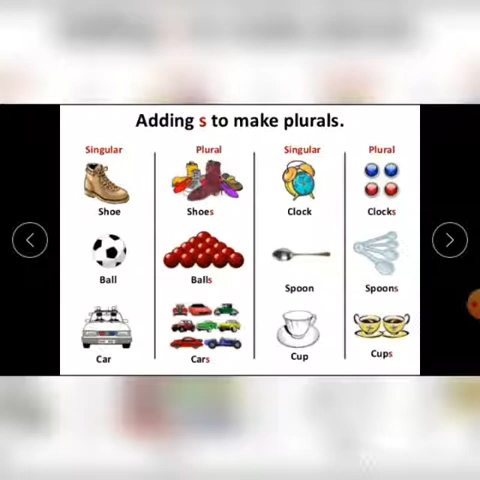 Adding s to make plurals.
Singular Plural Singular Plural
Shoe Shoes Clock Clocks
Ball Balls Spoon Spoons
Car Cars Cup Cups